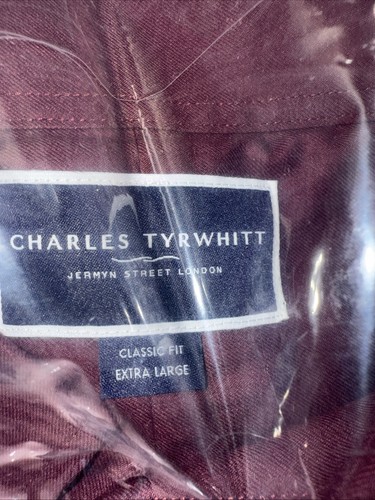 CHARLES TYRWHITT
JERMYN STREET LONDON
CLASSIC FIT
EXTRA LARGE